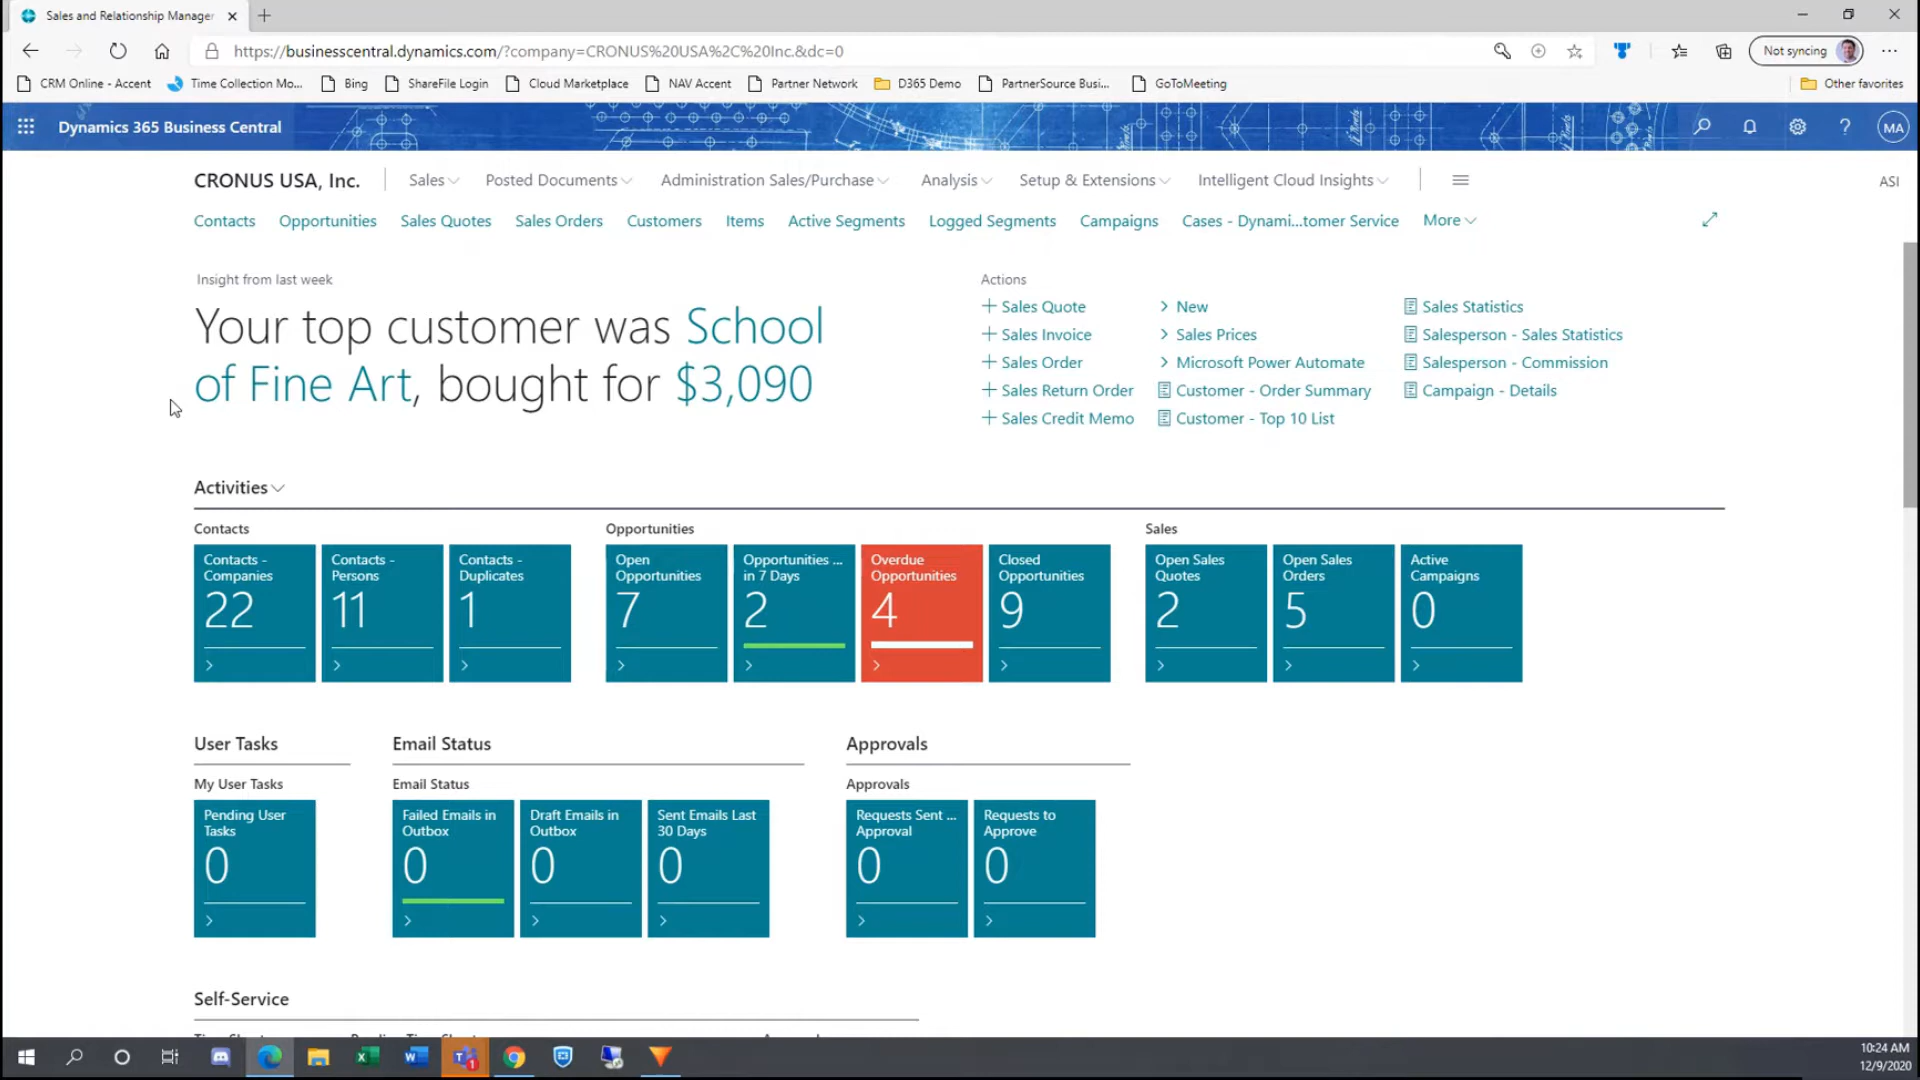 Sales and Relationship Manager
https://businesscentral.dynamics.com/?company=CRONUS%20USA%2C%20Inc.&dc=0
Not syncing
CRM Online - Accent
Time Collection Mo...
Bing
ShareFile Login
Cloud Marketplace
NAV Accent
Partner Network
D365 Demo
PartnerSource Busi...
GoToMeeting
Other favorites
Dynamics 365 Business Central
MA
CRONUS USA, Inc.
Sales
Posted Documents
Administration Sales/Purchase
Analysis
Setup & Extensions
Intelligent Cloud Insights
ASI
Contacts
Opportunities
Sales Quotes
Sales Orders
Customers
Items
Active Segments
Logged Segments
Campaigns
Cases - Dynami...tomer Service
More
Insight from last week
Your top customer was School
of Fine Art, bought for $3,090
Actions
+ Sales Quote
+ Sales Invoice
+ Sales Order
+ Sales Return Order
+ Sales Credit Memo
> New
> Sales Prices
> Microsoft Power Automate
Customer - Order Summary
Customer - Top 10 List
Sales Statistics
Salesperson - Sales Statistics
Salesperson - Commission
Campaign - Details
Activities
Contacts
Contacts -
Companies
22
Contacts -
Persons
11
Contacts -
Duplicates
1
Opportunities
Open
Opportunities
7
Opportunities ...
in 7 Days
2
Overdue
Opportunities
4
Closed
Opportunities
9
Sales
Open Sales
Quotes
2
Open Sales
Orders
5
Active
Campaigns
0
User Tasks
My User Tasks
Pending User
Tasks
0
Email Status
Email Status
Failed Emails in
Outbox
0
Draft Emails in
Outbox
0
Sent Emails Last
30 Days
0
Approvals
Approvals
Requests Sent ...
Approval
0
Requests to
Approve
0
Self-Service
10:24 AM
12/9/2020